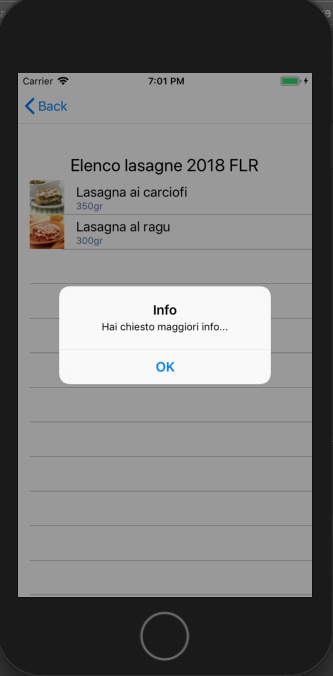 Carrier 7:01 PM
Back
Elenco lasagne 2018 FLR
Lasagna ai carciofi
350gr
Lasagna al ragu
300gr
Info
Hai chiesto maggiori info...
OK